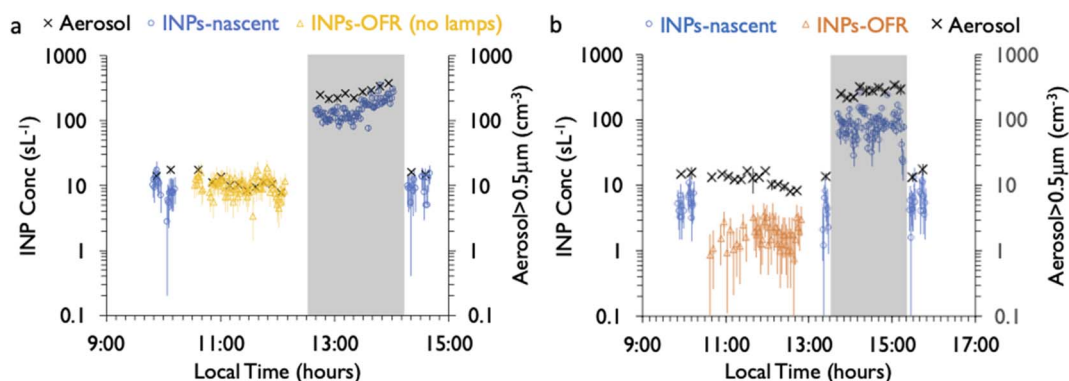 a × Aerosol ○ INPs-nascent △ INPs-OFR (no lamps)
1000 1000
100 100
10 10
1 1
0.1 0.1
INP Conc (sL⁻¹)
Aerosol>0.5μm (cm⁻³)
9:00 11:00 13:00 15:00
Local Time (hours)
b ○ INPs-nascent △ INPs-OFR × Aerosol
1000 1000
100 100
10 10
1 1
0.1 0.1
INP Conc (sL⁻¹)
Aerosol>0.5μm (cm⁻³)
9:00 11:00 13:00 15:00 17:00
Local Time (hours)